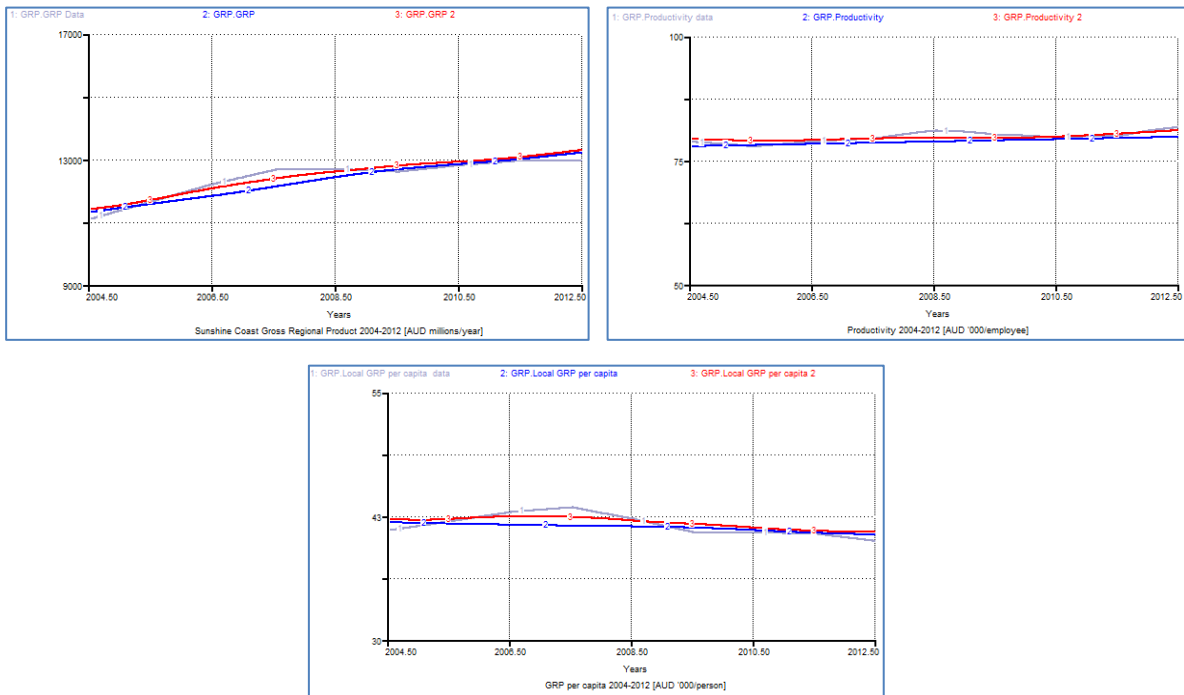 1: GRP.GRP Data 2: GRP.GRP 3: GRP.GRP 2
17000
13000
9000
2004.50 2006.50 2008.50 2010.50 2012.50
Years
Sunshine Coast Gross Regional Product 2004-2012 [AUD millions/year]
1: GRP.Productivity data 2: GRP.Productivity 3: GRP.Productivity 2
100
75
50
2004.50 2006.50 2008.50 2010.50 2012.50
Years
Productivity 2004-2012 [AUD '000/employee]
1: GRP.Local GRP per capita data 2: GRP.Local GRP per capita 3: GRP.Local GRP per capita 2
55
43
30
2004.50 2006.50 2008.50 2010.50 2012.50
Years
GRP per capita 2004-2012 [AUD '000/person]